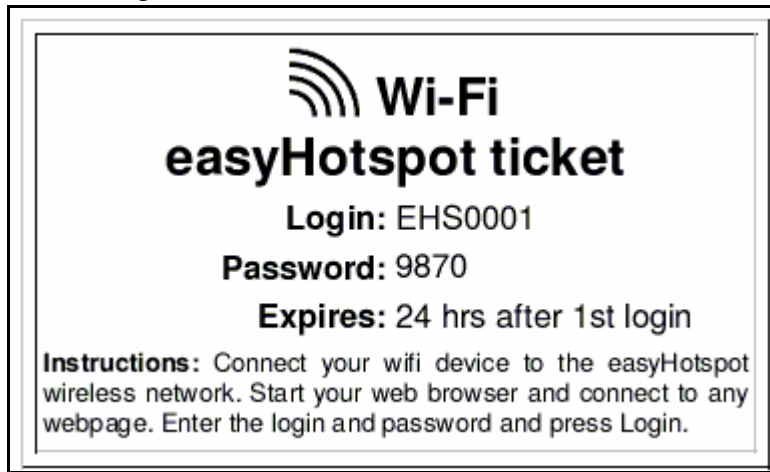 Wi-Fi
easyHotspot ticket
Login: EHS0001
Password: 9870
Expires: 24 hrs after 1st login
Instructions: Connect your wifi device to the easyHotspot
wireless network. Start your web browser and connect to any
webpage. Enter the login and password and press Login.